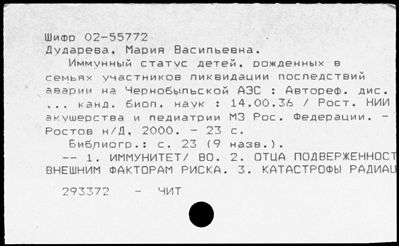 Шифр 02-55772
Дударева, Мария Васильевна.
Иммунный статус детей, рожденных в
семьях участников ликвидации последствий
аварии на Чернобыльской АЭС : Автореф. дис.
... канд. биол. наук : 14.00.36 / Рост. НИИ
акушерства и педиатрии МЗ Рос. Федерации. -
Ростов н/Д, 2000. - 23 с.
Библиогр.: с. 23 (9 назв.).
-- 1. ИММУНИТЕТ/ ВО. 2. ОТЦА ПОДВЕРЖЕННОСТ
ВНЕШНИМ ФАКТОРАМ РИСКА. 3. КАТАСТРОФЫ РАДИАЦ
293372 - ЧИТ